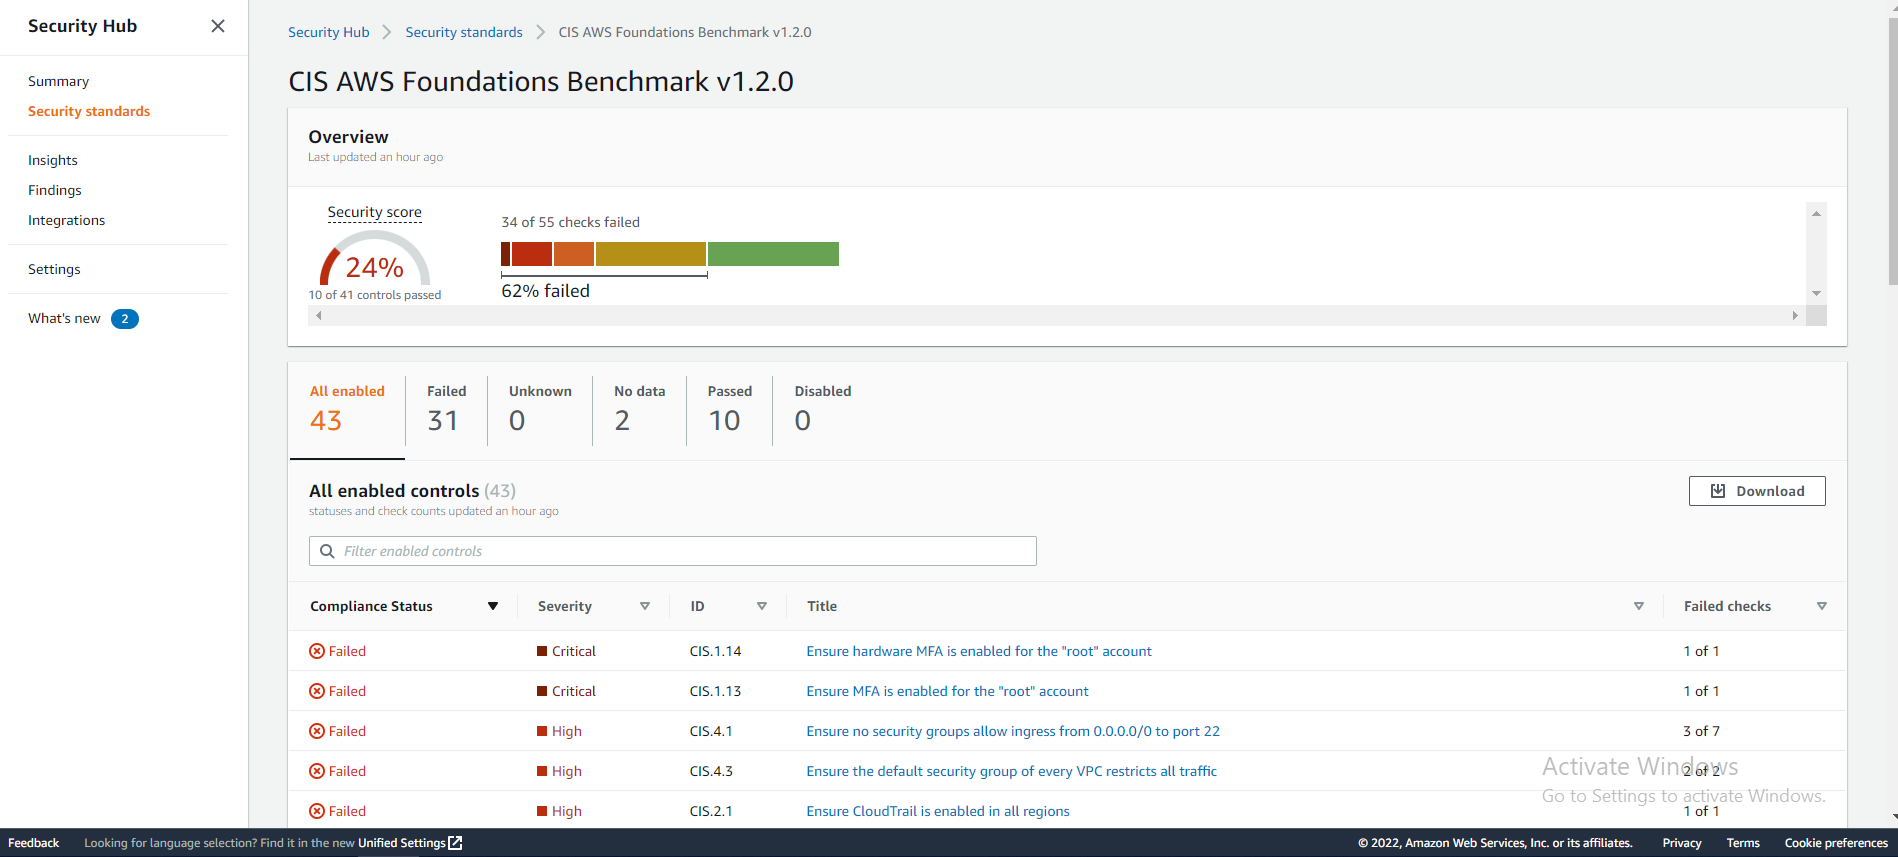 Security Hub
Summary
Security standards
Insights
Findings
Integrations
Settings
What's new 2
Security Hub Security standards CIS AWS Foundations Benchmark v1.2.0
CIS AWS Foundations Benchmark v1.2.0
Overview
Last updated an hour ago
Security score
24%
10 of 41 controls passed
34 of 55 checks failed
62% failed
All enabled Failed Unknown No data Passed Disabled
43 31 0 2 10 0
All enabled controls (43)
statuses and check counts updated an hour ago
Download
Filter enabled controls
Compliance Status Severity ID Title Failed checks
Failed Critical CIS.1.14 Ensure hardware MFA is enabled for the "root" account 1 of 1
Failed Critical CIS.1.13 Ensure MFA is enabled for the "root" account 1 of 1
Failed High CIS.4.1 Ensure no security groups allow ingress from 0.0.0.0/0 to port 22 3 of 7
Failed High CIS.4.3 Ensure the default security group of every VPC restricts all traffic 2 of 2
Failed High CIS.2.1 Ensure CloudTrail is enabled in all regions 1 of 1
Activate Windows
Go to Settings to activate Windows.
Feedback Looking for language selection? Find it in the new Unified Settings © 2022, Amazon Web Services, Inc. or its affiliates. Privacy Terms Cookie preferences